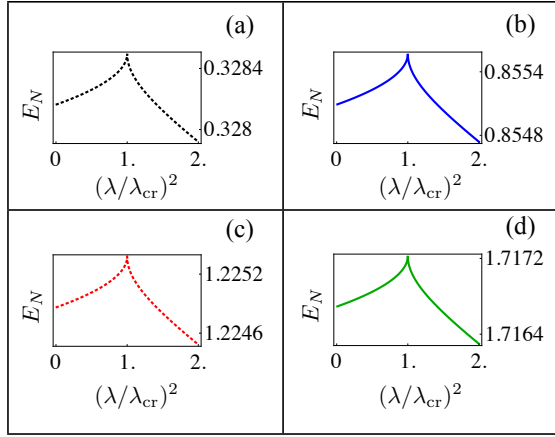 (a)
E_N
0.3284
0.328
0 1. 2.
(λ/λ_cr)^2
(b)
E_N
0.8554
0.8548
0 1. 2.
(λ/λ_cr)^2
(c)
E_N
1.2252
1.2246
0 1. 2.
(λ/λ_cr)^2
(d)
E_N
1.7172
1.7164
0 1. 2.
(λ/λ_cr)^2